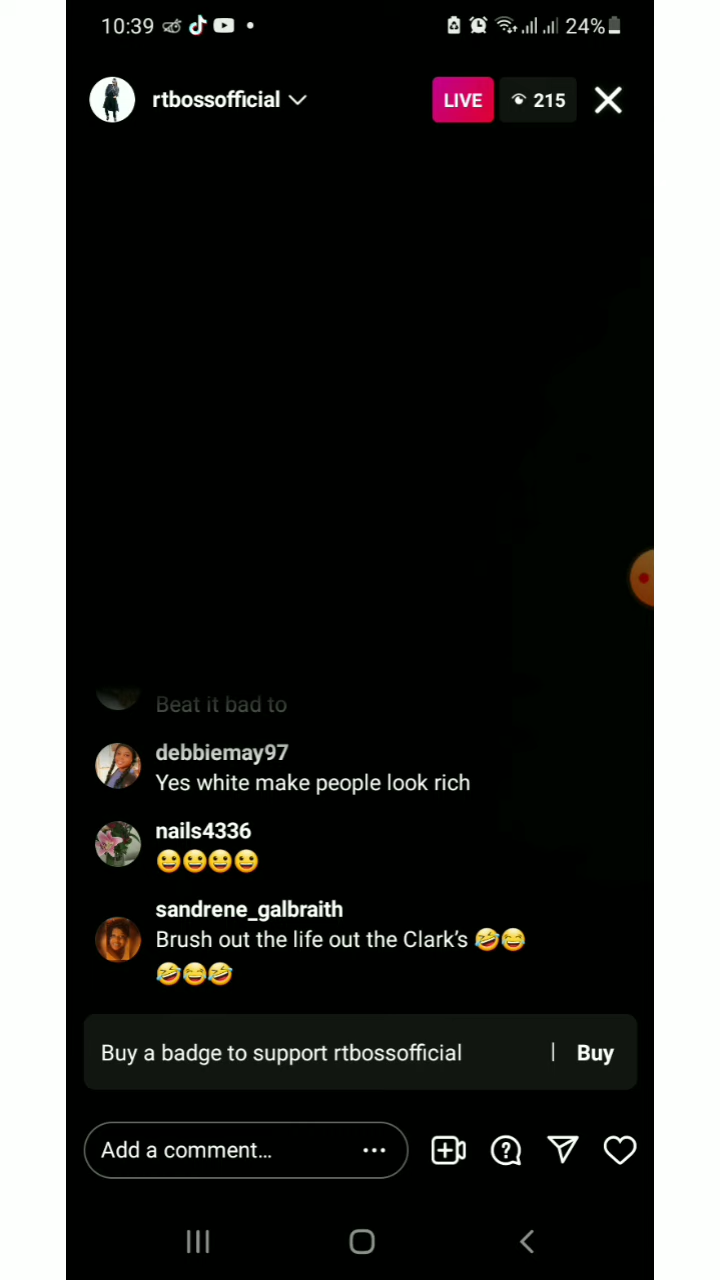 10:39 24%
rtbossofficial LIVE 215
Beat it bad to
debbiemay97
Yes white make people look rich
nails4336
😀😀😀😀
sandrene_galbraith
Brush out the life out the Clark's 🤣😂
🤣😂🤣
Buy a badge to support rtbossofficial | Buy
Add a comment...